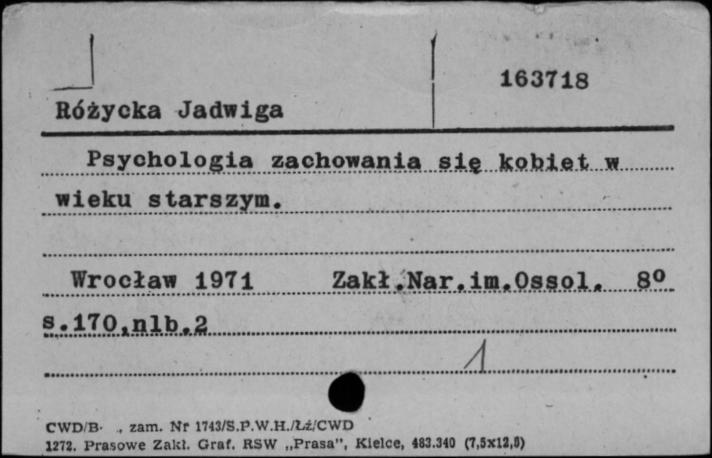 163718
Różycka Jadwiga
Psychologia zachowania się kobiet w
wieku starszym.
Wrocław 1971 Zakł.Nar.im.Ossol. 8º
s.170,nlb.2
1
CWD/B- ., zam. Nr 1743/S.P.W.H./Łż/CWD
1272. Prasowe Zakł. Graf. RSW „Prasa", Kielce, 483.340 (7,5x12,5)